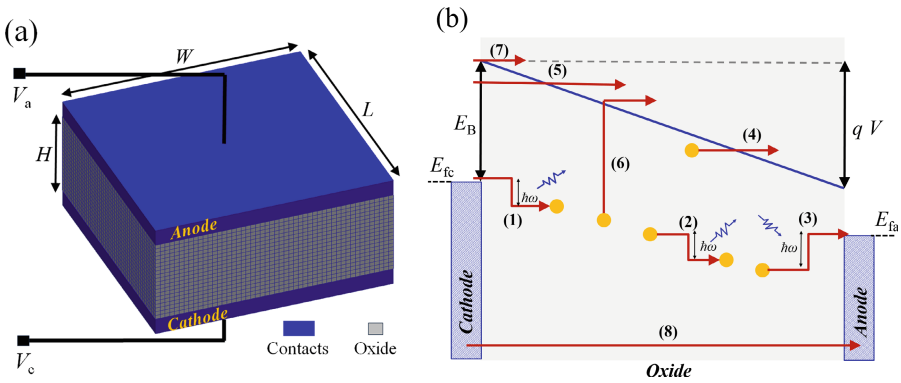 (a)
W
V_a
L
H
Anode
Cathode
V_c
Contacts
Oxide
(b)
(7)
(5)
E_B
(4)
q V
(6)
E_fc
ħω
(1)
(2)
ħω
(3)
ħω
E_fa
Cathode
Anode
(8)
Oxide